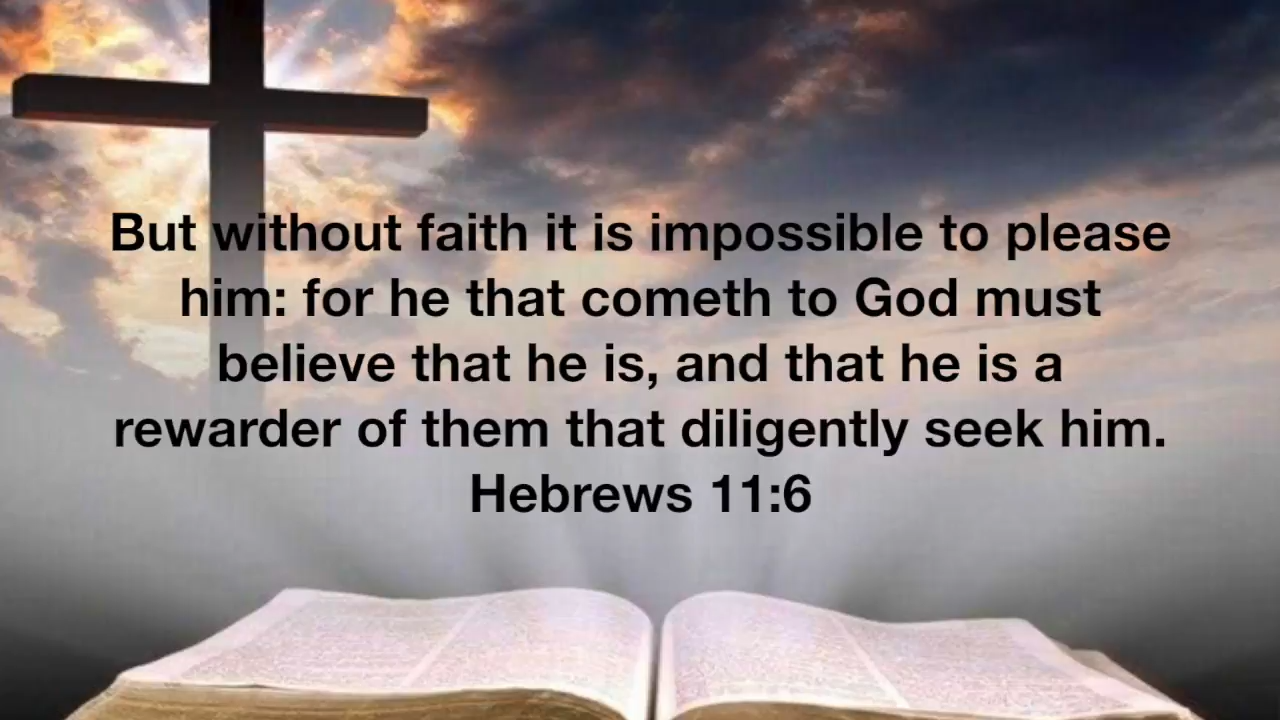 But without faith it is impossible to please
him: for he that cometh to God must
believe that he is, and that he is a
rewarder of them that diligently seek him.
Hebrews 11:6